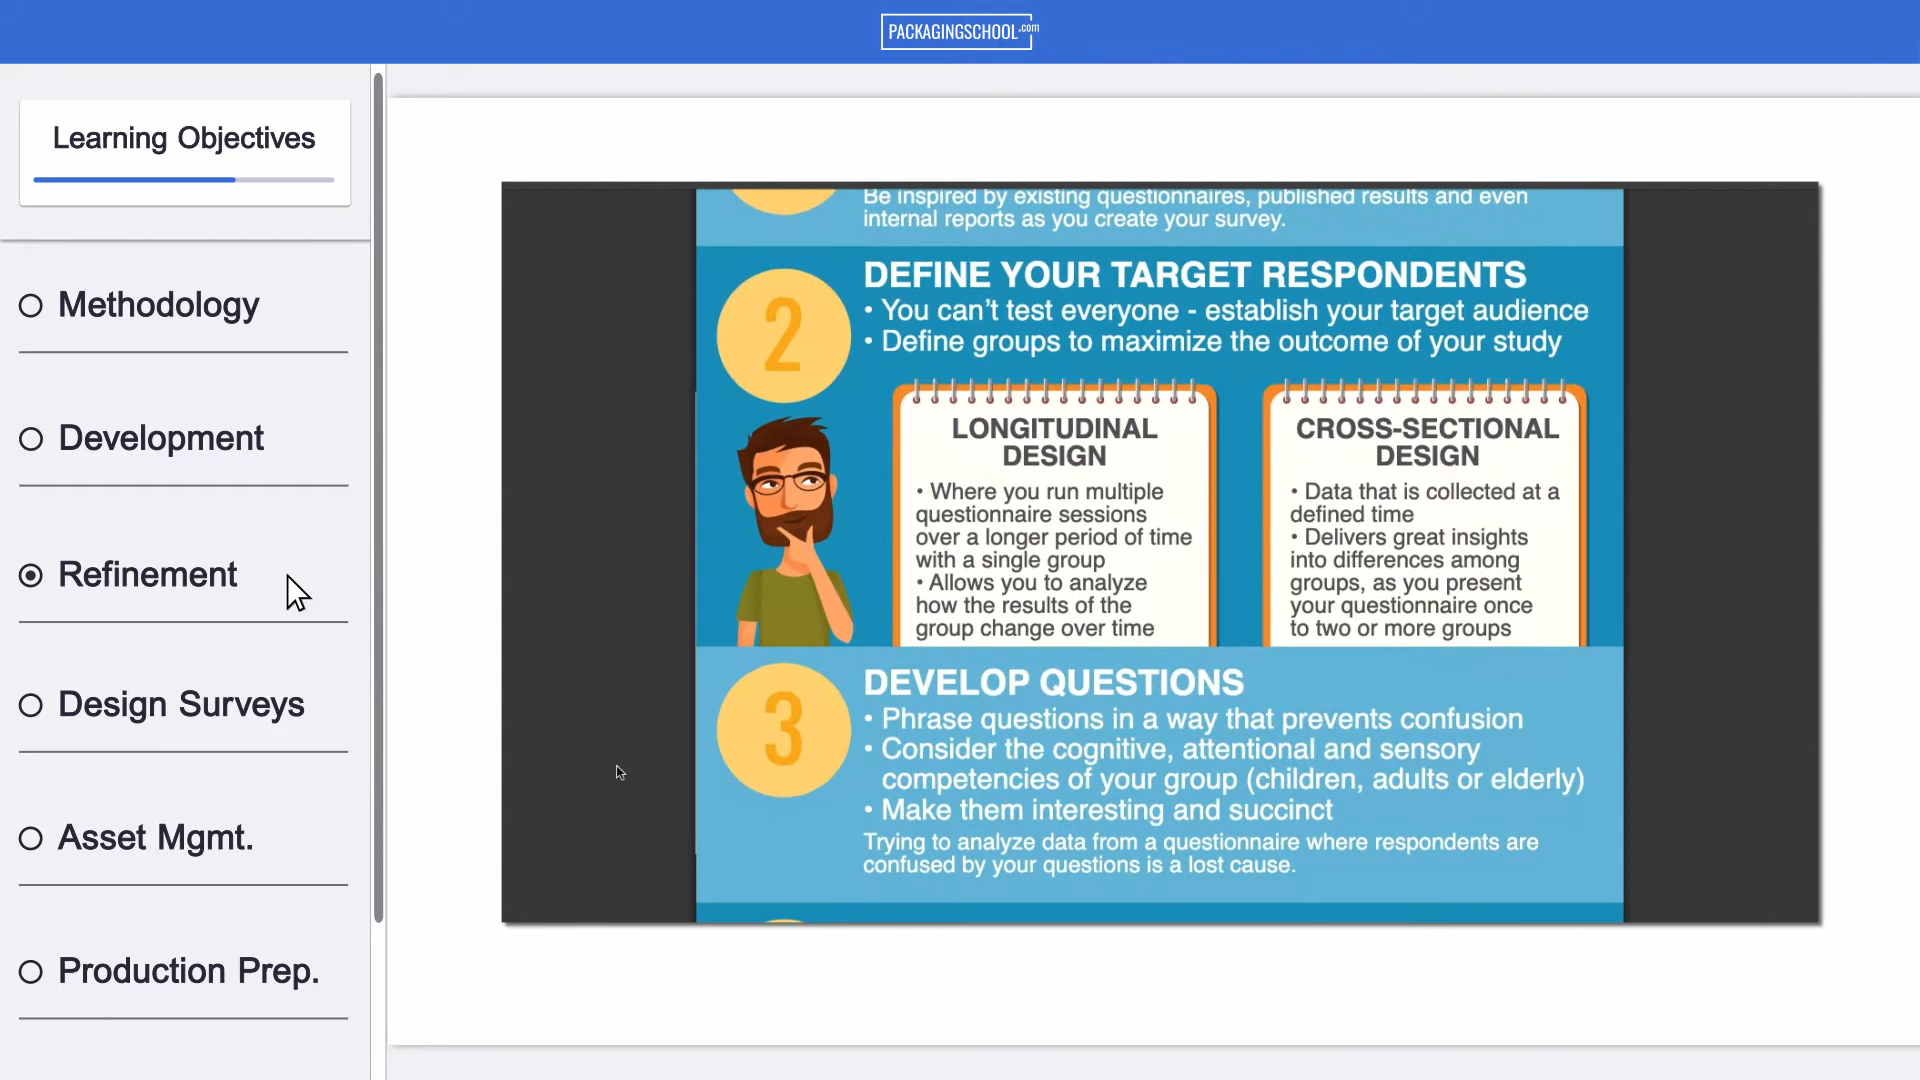 PACKAGINGSCHOOL.com
Learning Objectives
Methodology
Development
Refinement
Design Surveys
Asset Mgmt.
Production Prep.
Be inspired by existing questionnaires, published results and even
internal reports as you create your survey.
2
DEFINE YOUR TARGET RESPONDENTS
• You can’t test everyone - establish your target audience
• Define groups to maximize the outcome of your study
LONGITUDINAL
DESIGN
• Where you run multiple
questionnaire sessions
over a longer period of time
with a single group
• Allows you to analyze
how the results of the
group change over time
CROSS-SECTIONAL
DESIGN
• Data that is collected at a
defined time
• Delivers great insights
into differences among
groups, as you present
your questionnaire once
to two or more groups
3
DEVELOP QUESTIONS
• Phrase questions in a way that prevents confusion
• Consider the cognitive, attentional and sensory
competencies of your group (children, adults or elderly)
• Make them interesting and succinct
Trying to analyze data from a questionnaire where respondents are
confused by your questions is a lost cause.